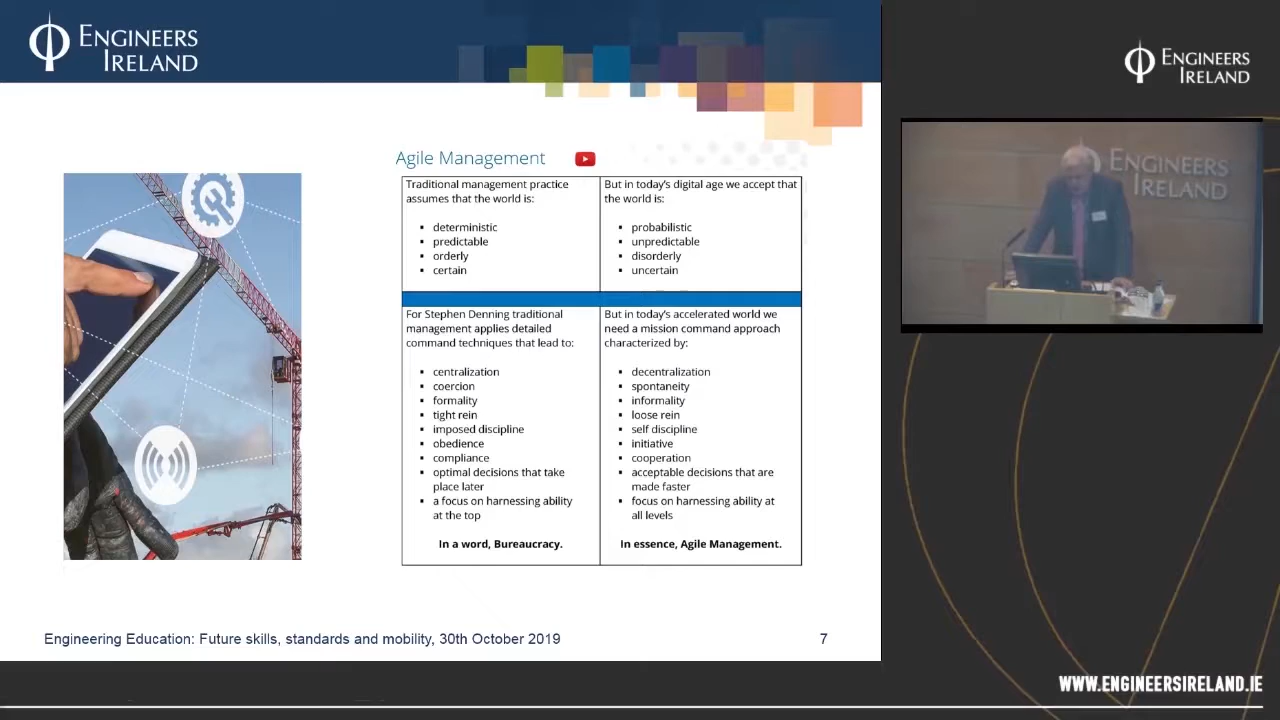 ENGINEERS
IRELAND
Agile Management
Traditional management practice
assumes that the world is:
▪ deterministic
▪ predictable
▪ orderly
▪ certain
But in today's digital age we accept that
the world is:
▪ probabilistic
▪ unpredictable
▪ disorderly
▪ uncertain
For Stephen Denning traditional
management applies detailed
command techniques that lead to:
▪ centralization
▪ coercion
▪ formality
▪ tight rein
▪ imposed discipline
▪ obedience
▪ compliance
▪ optimal decisions that take
place later
▪ a focus on harnessing ability
at the top
In a word, Bureaucracy.
But in today's accelerated world we
need a mission command approach
characterized by:
▪ decentralization
▪ spontaneity
▪ informality
▪ loose rein
▪ self discipline
▪ initiative
▪ cooperation
▪ acceptable decisions that are
made faster
▪ focus on harnessing ability at
all levels
In essence, Agile Management.
Engineering Education: Future skills, standards and mobility, 30th October 2019
7
ENGINEERS
IRELAND
ENGINEERS
IRELAND
WWW.ENGINEERSIRELAND.IE